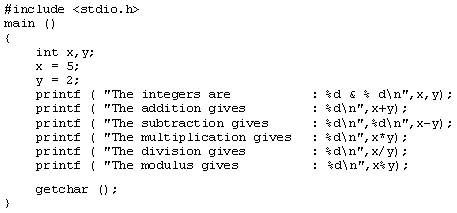 #include <stdio.h>
main ()
{
    int x,y;
    x = 5;
    y = 2;
    printf ( "The integers are           : %d & % d\n",x,y);
    printf ( "The addition gives         : %d\n",x+y);
    printf ( "The subtraction gives      : %d\n",%d\n",x-y);
    printf ( "The multiplication gives   : %d\n",x*y);
    printf ( "The division gives         : %d\n",x/y);
    printf ( "The modulus gives           : %d\n",x%y);
    getchar ();
}